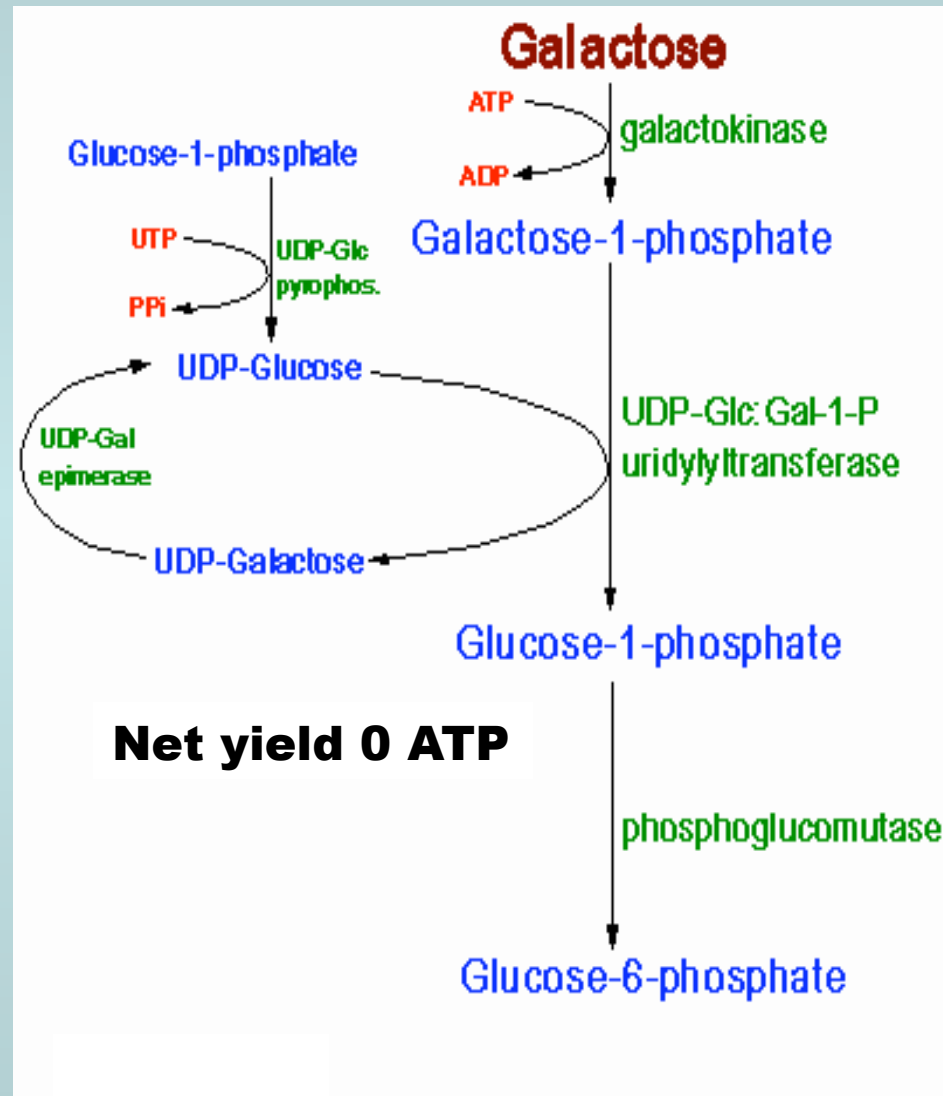 Galactose
ATP
galactokinase
ADP
Glucose-1-phosphate
Galactose-1-phosphate
UTP
UDP-Glc
pyrophos.
PPi
UDP-Glucose
UDP-Glc:Gal-1-P
uridylyltransferase
UDP-Gal
epimerase
UDP-Galactose
Glucose-1-phosphate
Net yield 0 ATP
phosphoglucomutase
Glucose-6-phosphate